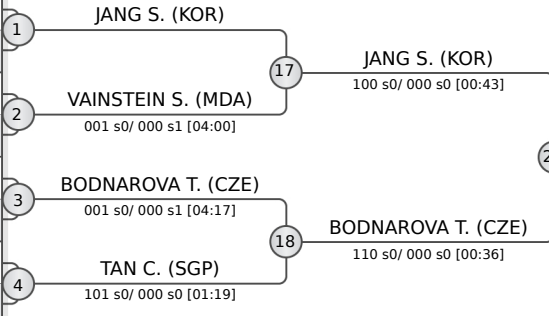 JANG S. (KOR)
1
17
JANG S. (KOR)
100 s0/ 000 s0 [00:43]
VAINSTEIN S. (MDA)
2
001 s0/ 000 s1 [04:00]
BODNAROVA T. (CZE)
3
001 s0/ 000 s1 [04:17]
18
BODNAROVA T. (CZE)
110 s0/ 000 s0 [00:36]
TAN C. (SGP)
4
101 s0/ 000 s0 [01:19]